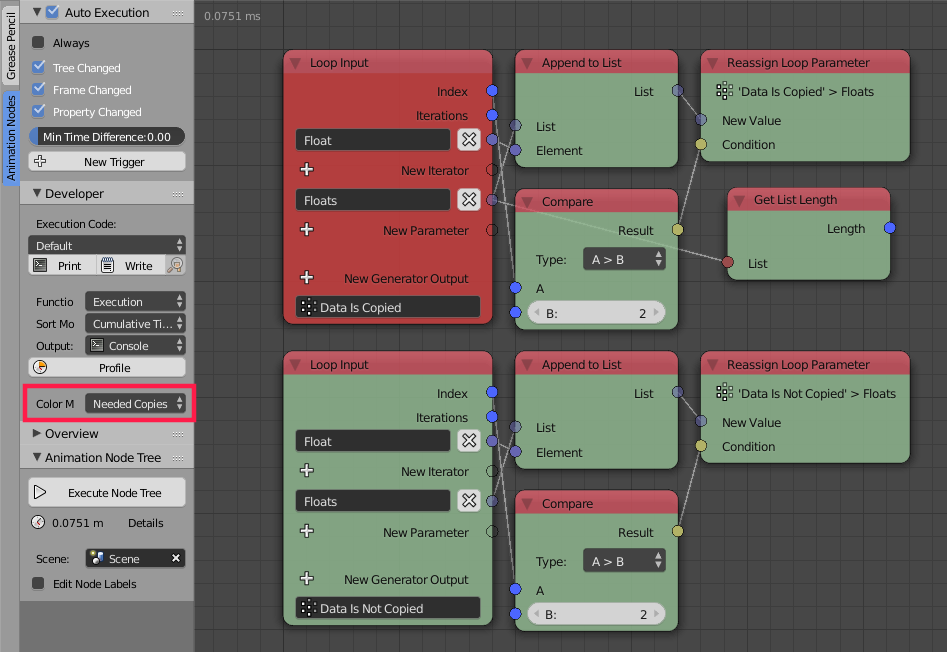 Grease Pencil
Animation Nodes
Auto Execution
Always
Tree Changed
Frame Changed
Property Changed
Min Time Difference:0.00
New Trigger
Developer
Execution Code:
Default
Print Write
Functio Execution
Sort Mo Cumulative Ti...
Output: Console
Profile
Color M Needed Copies
Overview
Animation Node Tree
Execute Node Tree
0.0751 m Details
Scene: Scene
Edit Node Labels
0.0751 ms
Loop Input
Index
Iterations
Float
New Iterator
Floats
New Parameter
New Generator Output
Data Is Copied
Append to List
List
List
Element
Compare
Result
Type: A > B
A
B: 2
Reassign Loop Parameter
'Data Is Copied' > Floats
New Value
Condition
Get List Length
Length
List
Loop Input
Index
Iterations
Float
New Iterator
Floats
New Parameter
New Generator Output
Data Is Not Copied
Append to List
List
List
Element
Compare
Result
Type: A > B
A
B: 2
Reassign Loop Parameter
'Data Is Not Copied' > Floats
New Value
Condition